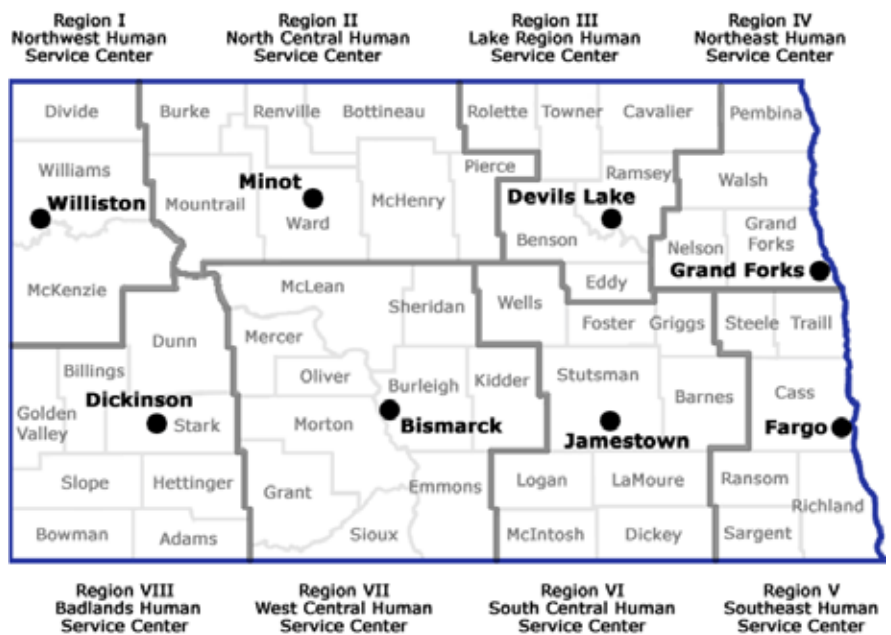 Region I
Northwest Human
Service Center
Region II
North Central Human
Service Center
Region III
Lake Region Human
Service Center
Region IV
Northeast Human
Service Center
Divide
Burke
Renville
Bottineau
Rolette
Towner
Cavalier
Pembina
Williams
Pierce
Ramsey
Walsh
Williston
Mountrail
Minot
Ward
McHenry
Devils Lake
Benson
Nelson
Grand
Forks
Grand Forks
McKenzie
McLean
Sheridan
Wells
Eddy
Foster
Griggs
Steele
Traill
Dunn
Mercer
Billings
Oliver
Burleigh
Kidder
Stutsman
Barnes
Cass
Golden
Valley
Dickinson
Stark
Morton
Bismarck
Jamestown
Fargo
Slope
Hettinger
Grant
Emmons
Logan
LaMoure
Ransom
Richland
Bowman
Adams
Sioux
McIntosh
Dickey
Sargent
Region VIII
Badlands Human
Service Center
Region VII
West Central Human
Service Center
Region VI
South Central Human
Service Center
Region V
Southeast Human
Service Center